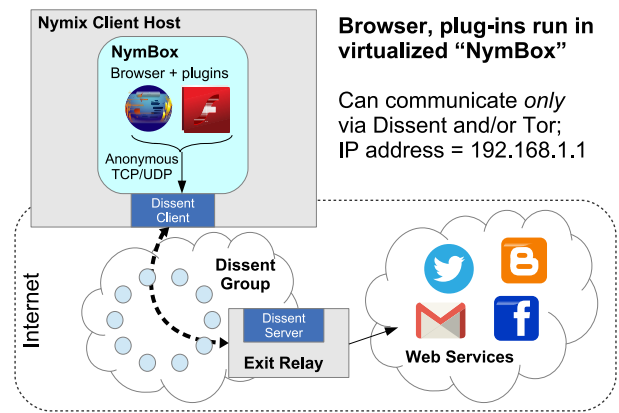 Nymix Client Host
NymBox
Browser + plugins
Anonymous
TCP/UDP
Dissent
Client
Browser, plug-ins run in
virtualized “NymBox”
Can communicate only
via Dissent and/or Tor;
IP address = 192.168.1.1
Internet
Dissent
Group
Dissent
Server
Exit Relay
Web Services